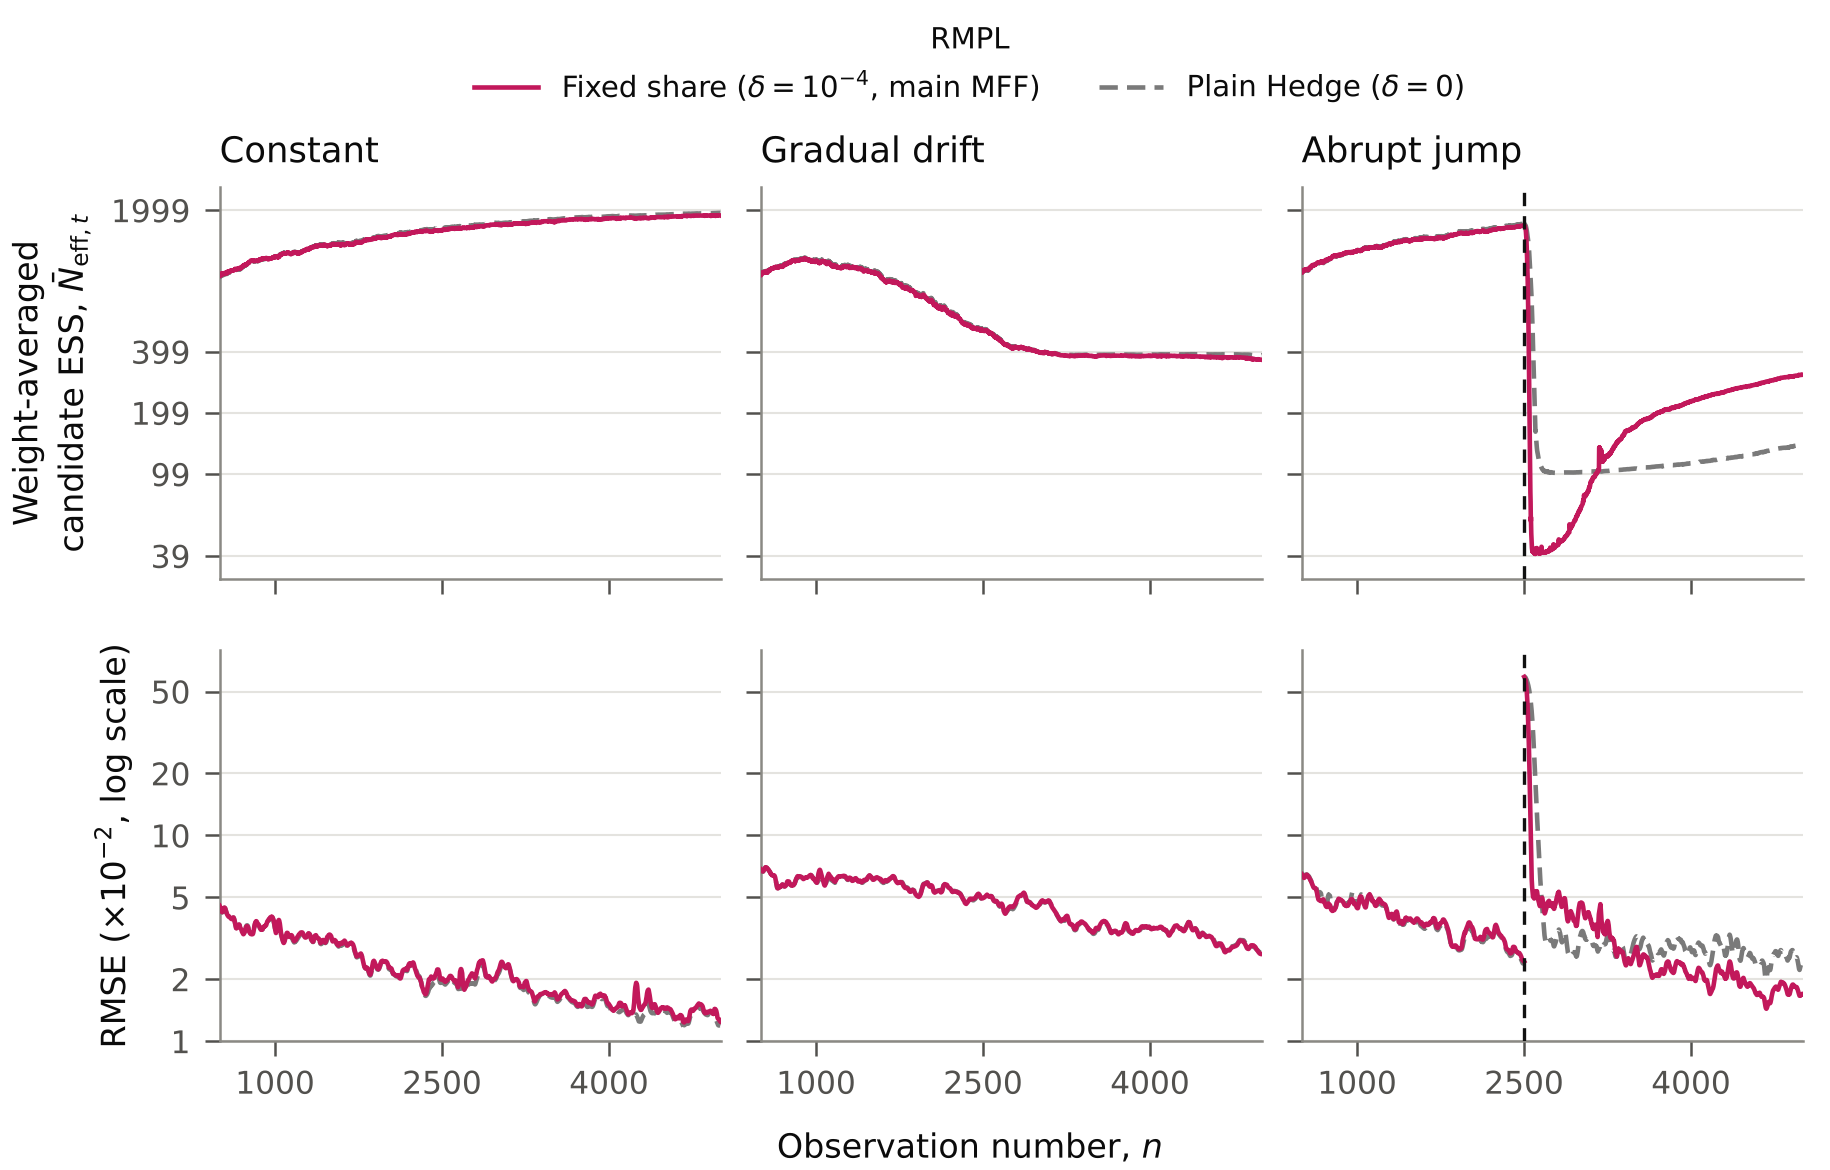 RMPL
Fixed share (δ = 10⁻⁴, main MFF)
Plain Hedge (δ = 0)
Constant
Gradual drift
Abrupt jump
Weight-averaged
candidate ESS, N̄eff, t
1999
399
199
99
39
RMSE (×10⁻², log scale)
50
20
10
5
2
1
1000 2500 4000
1000 2500 4000
1000 2500 4000
Observation number, n